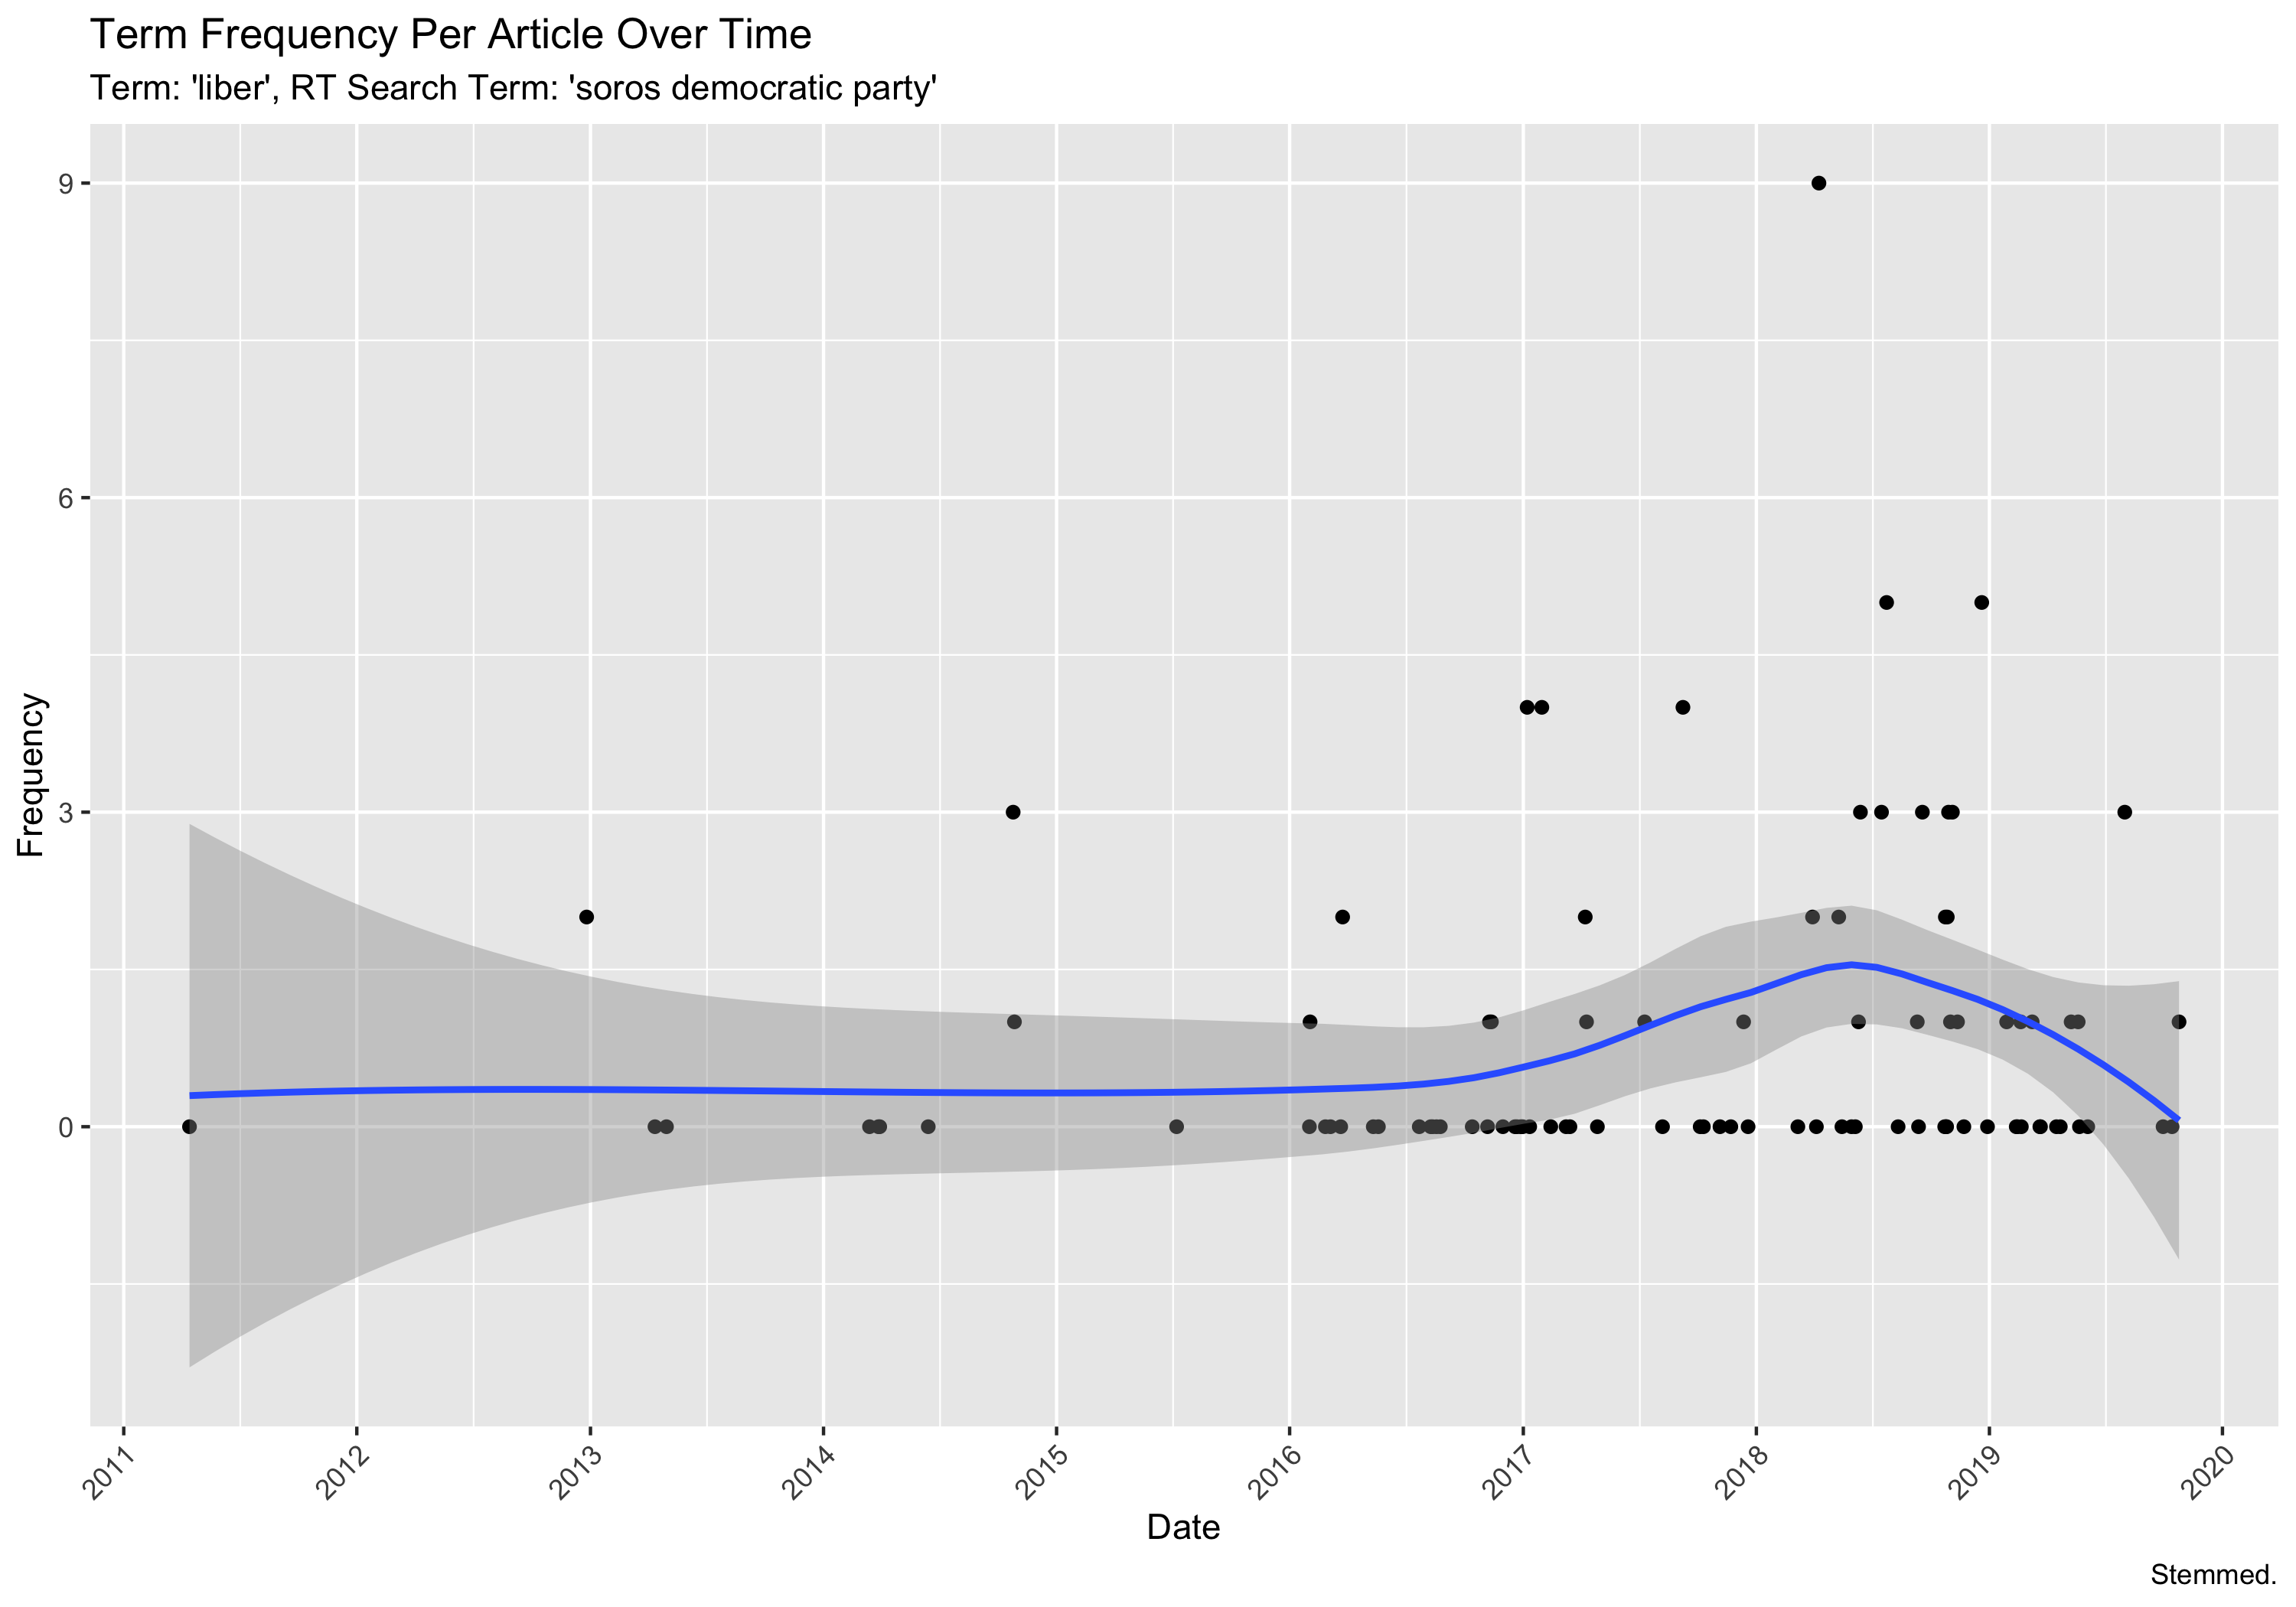 Term Frequency Per Article Over Time
Term: 'liber', RT Search Term: 'soros democratic party'
9
6
3
0
Frequency
2011
2012
2013
2014
2015
2016
2017
2018
2019
2020
Date
Stemmed.